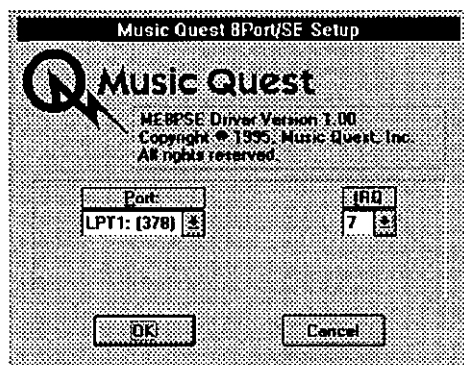 Music Quest 8Port/SE Setup
Music Quest
ME8PSE Driver Version 1.00
Copyright © 1995, Music Quest, Inc.
All rights reserved.
Port: IRQ
LPT1: (378) 7
OK Cancel